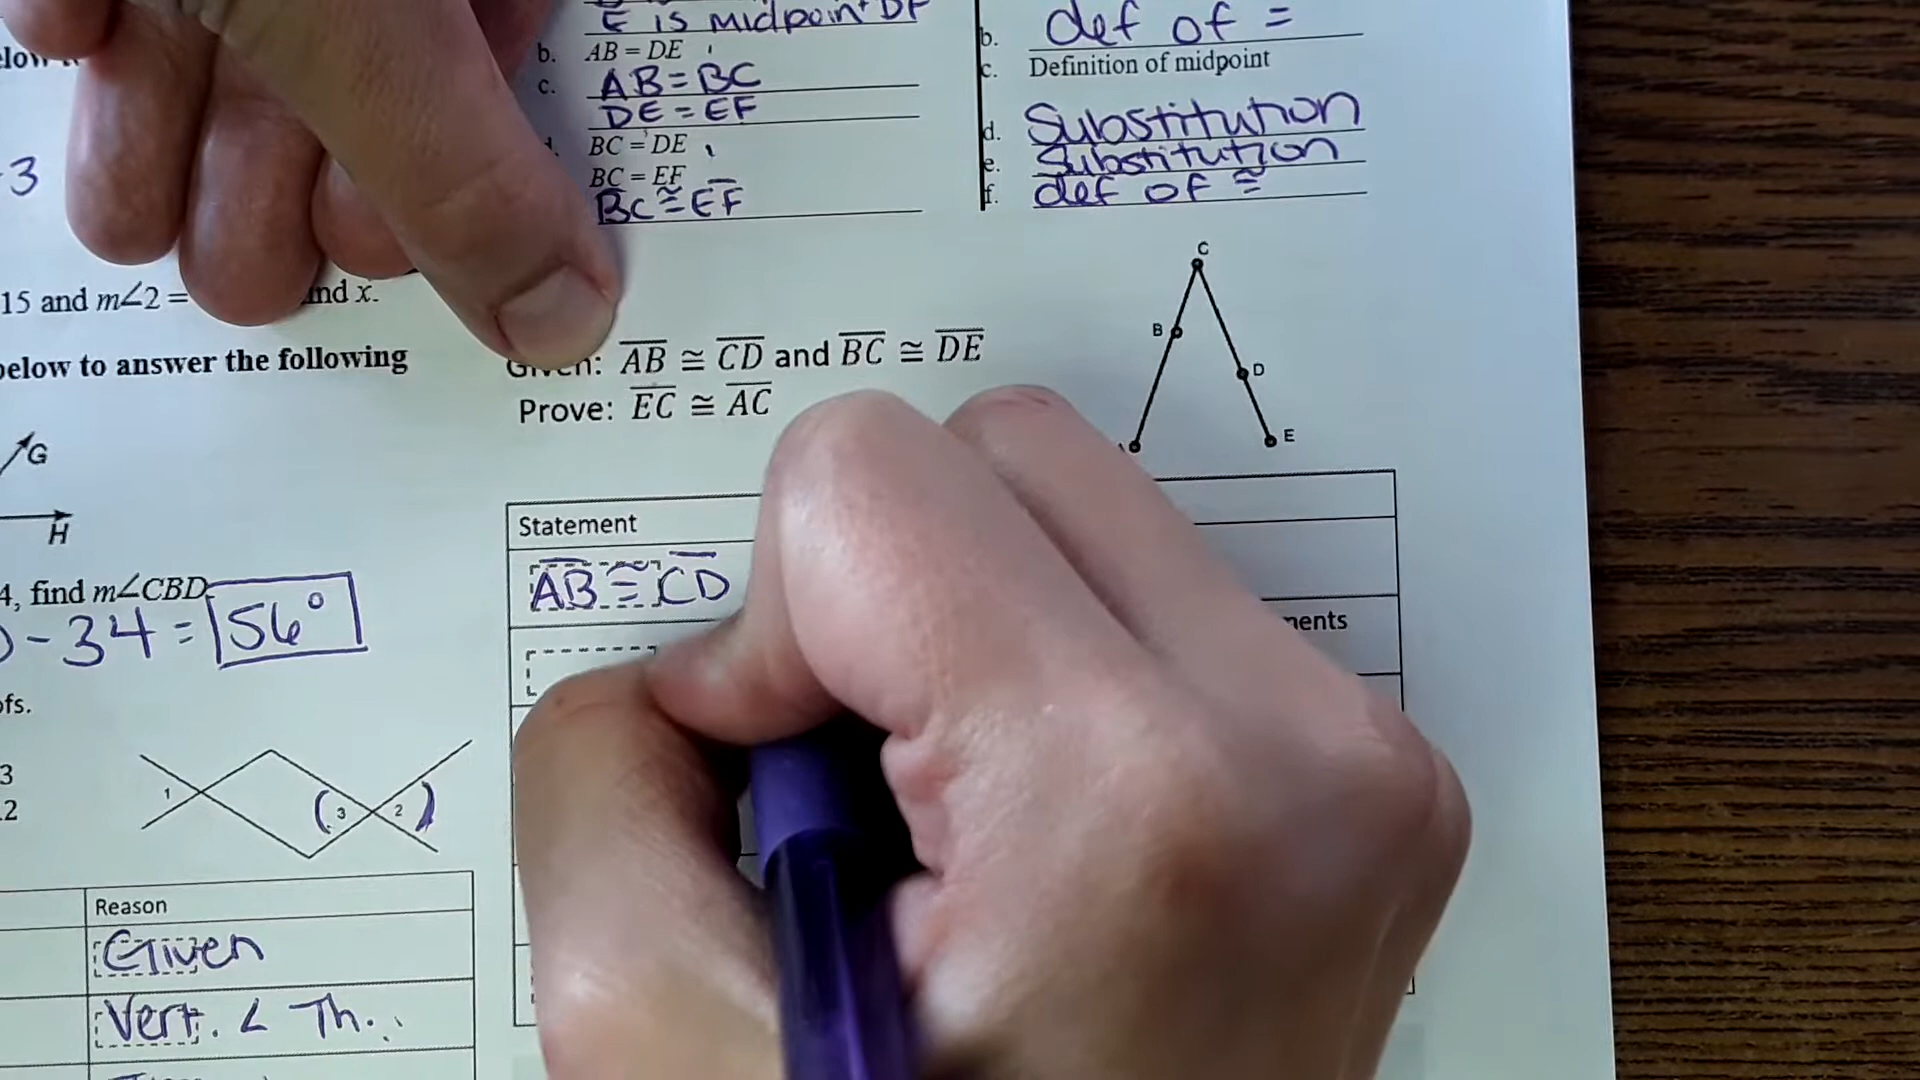 E is midpoint DF
b. AB = DE
c. AB = BC
DE = EF
BC = DE
BC = EF
BC ≅ EF
b. def of =
c. Definition of midpoint
d. Substitution
e. Substitution
f. def of ≅
3
15 and m∠2 =
nd x.
below to answer the following
G
H
4, find m∠CBD
- 34 = 56°
ofs.
3
2
1
3
2
Reason
Given
Vert. < Th.
Given: AB ≅ CD and BC ≅ DE
Prove: EC ≅ AC
C
B
D
E
Statement
AB ≅ CD
ments